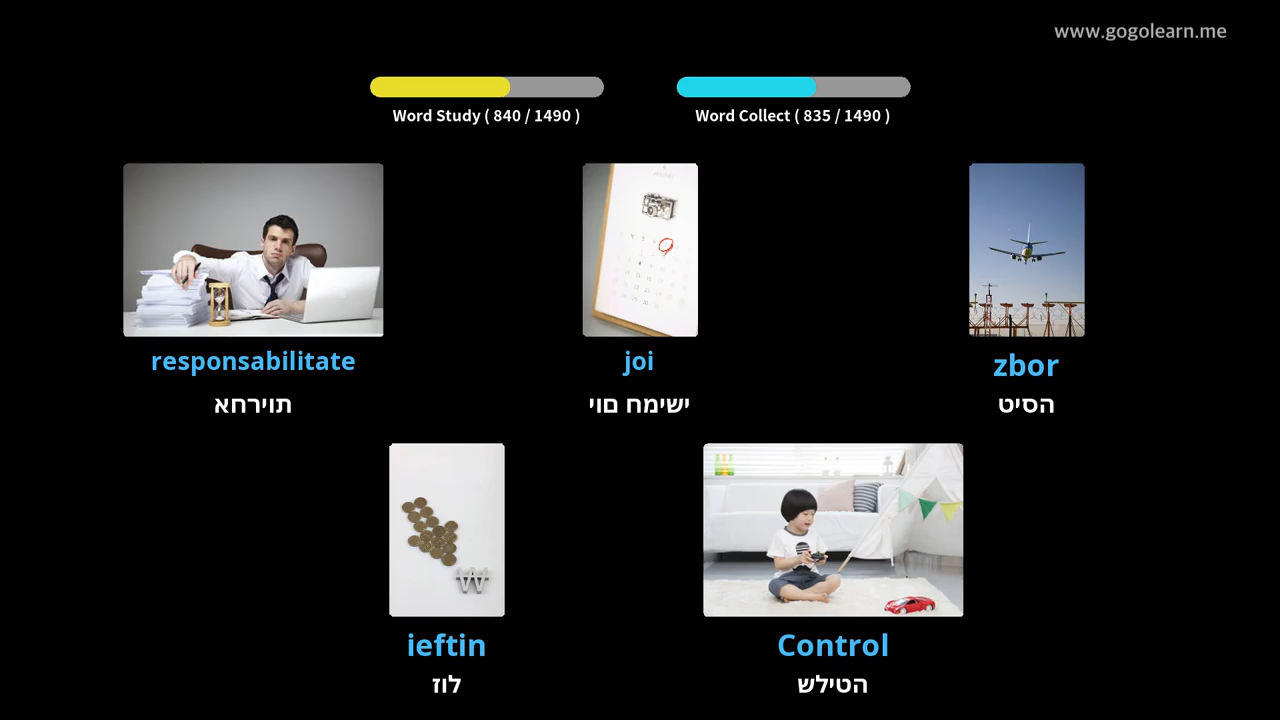 www.gogolearn.me
Word Study ( 840 / 1490 )
Word Collect ( 835 / 1490 )
responsabilitate
תוירחא
joi
ישימח םוי
zbor
הסיט
ieftin
לוז
Control
הטילש